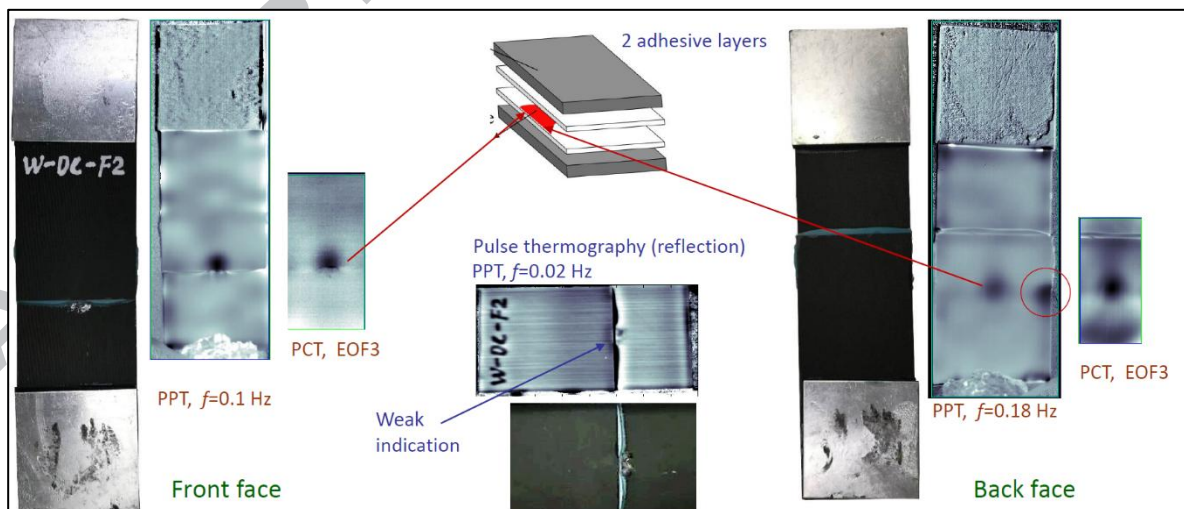 2 adhesive layers
W-DC-F2
Pulse thermography (reflection)
PPT, f=0.02 Hz
W-DC-F2
PCT, EOF3
PCT, EOF3
PPT, f=0.1 Hz
Weak
indication
PPT, f=0.18 Hz
Front face
Back face